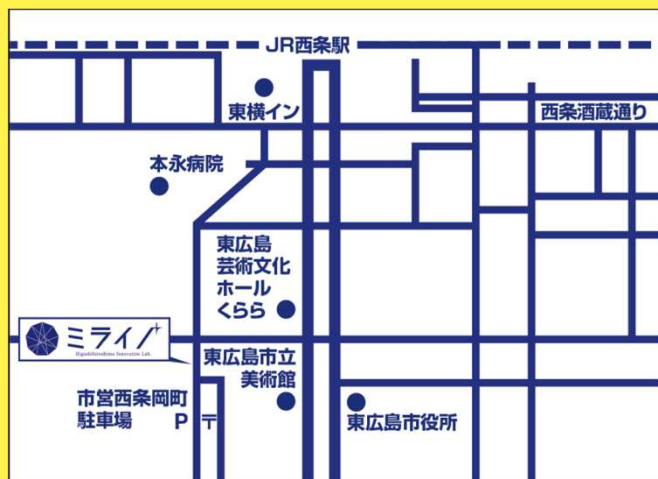 JR西条駅
東横イン
西条酒蔵通り
本永病院
東広島
芸術文化
ホール
くらら
ミライノ+
Higashihiroshima Innovation Lab.
東広島市立
美術館
市営西条岡町
駐車場 P 〒
東広島市役所